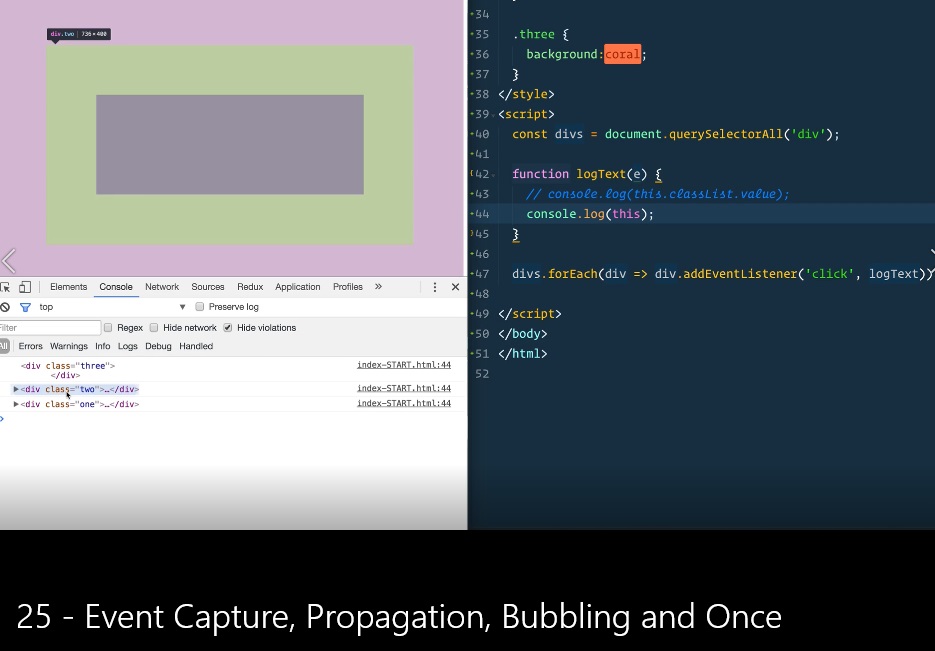 div.two | 736×400
34
35 .three {
36 background:coral;
37 }
38 </style>
39 <script>
40 const divs = document.querySelectorAll('div');
41
42 function logText(e) {
43 // console.log(this.classList.value);
44 console.log(this);
45 }
46
47 divs.forEach(div => div.addEventListener('click', logText))
48
49 </script>
50 </body>
51 </html>
52
Elements Console Network Sources Redux Application Profiles »
top Preserve log
Filter Regex Hide network Hide violations
All Errors Warnings Info Logs Debug Handled
<div class="three"> index-START.html:44
</div>
<div class="two">…</div> index-START.html:44
<div class="one">…</div> index-START.html:44
25 - Event Capture, Propagation, Bubbling and Once